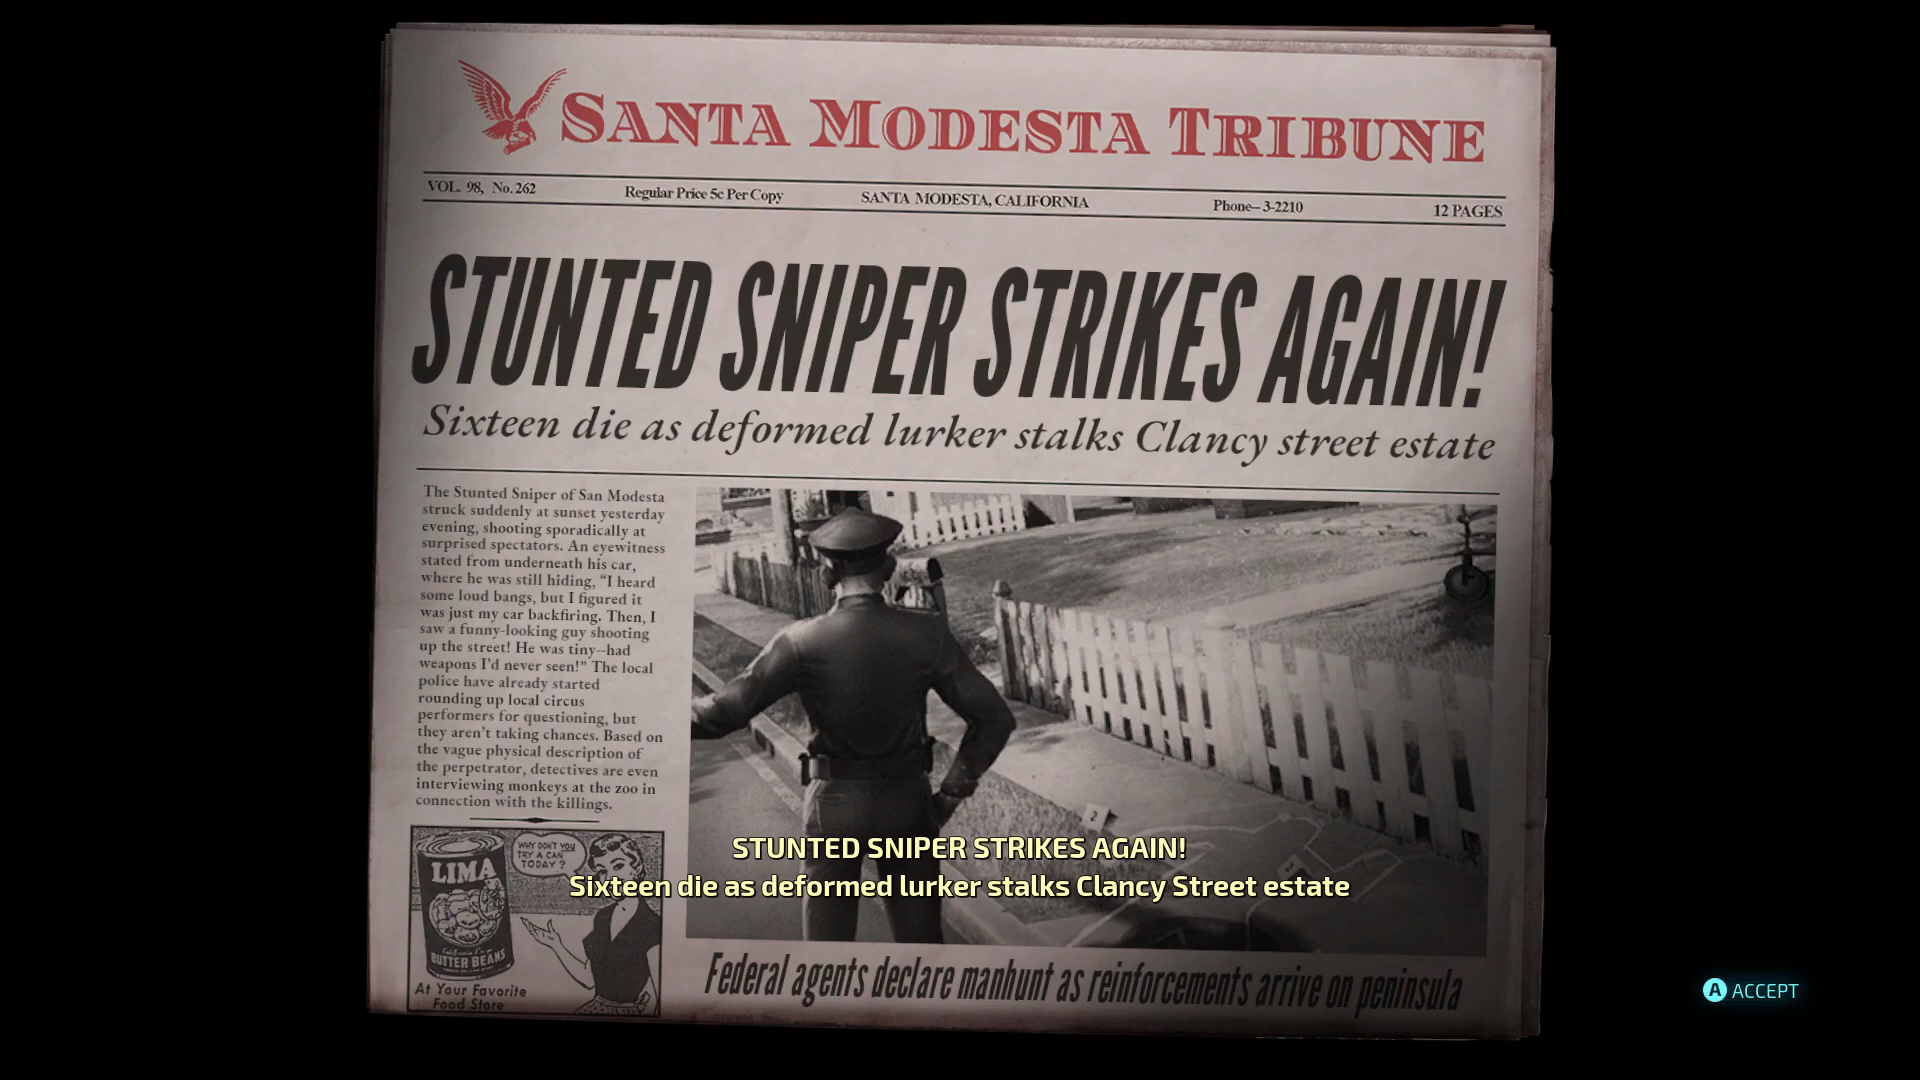 SANTA MODESTA TRIBUNE
VOL. 98, No. 262
Regular Price 5c Per Copy
SANTA MODESTA, CALIFORNIA
Phone–3-2210
12 PAGES
STUNTED SNIPER STRIKES AGAIN!
Sixteen die as deformed lurker stalks Clancy street estate
The Stunted Sniper of San Modesta
struck suddenly at sunset yesterday
evening, shooting sporadically at
surprised spectators. An eyewitness
stated from underneath his car,
where he was still hiding, “I heard
some loud bangs, but I figured it
was just my car backfiring. Then, I
saw a funny-looking guy shooting
up the street! He was tiny--had
weapons I’d never seen!” The local
police have already started
rounding up local circus
performers for questioning, but
they aren’t taking chances. Based on
the vague physical description of
the perpetrator, detectives are even
interviewing monkeys at the zoo in
connection with the killings.
LIMA
BUTTER BEANS
WHY DON'T YOU
TRY A CAN
TODAY?
At Your Favorite
Food Store
2
STUNTED SNIPER STRIKES AGAIN!
Sixteen die as deformed lurker stalks Clancy Street estate
Federal agents declare manhunt as reinforcements arrive on peninsula
A ACCEPT